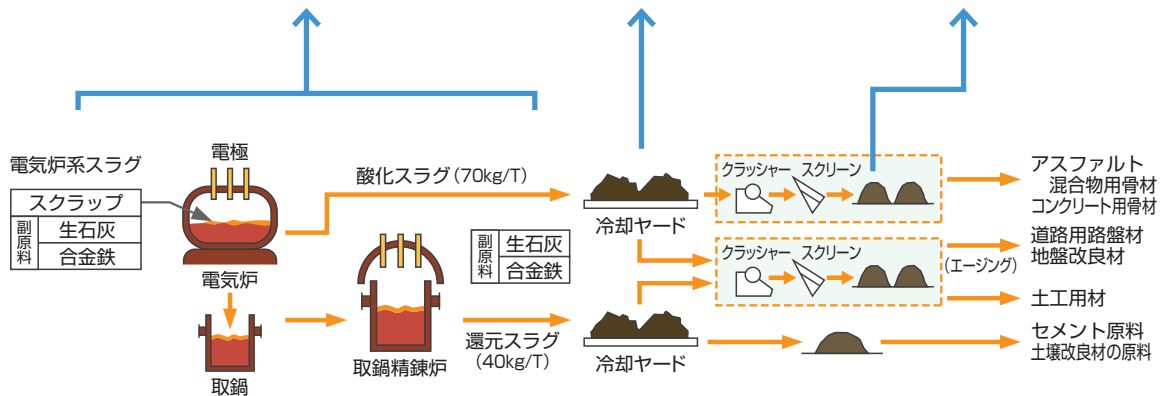 電気炉系スラグ
スクラップ
副原料
生石灰
合金鉄
電極
電気炉
取鍋
酸化スラグ(70kg/T)
取鍋精錬炉
副原料
生石灰
合金鉄
還元スラグ
(40kg/T)
冷却ヤード
冷却ヤード
クラッシャー
スクリーン
クラッシャー
スクリーン
アスファルト
混合物用骨材
コンクリート用骨材
道路用路盤材
地盤改良材
(エージング)
土工用材
セメント原料
土壌改良材の原料